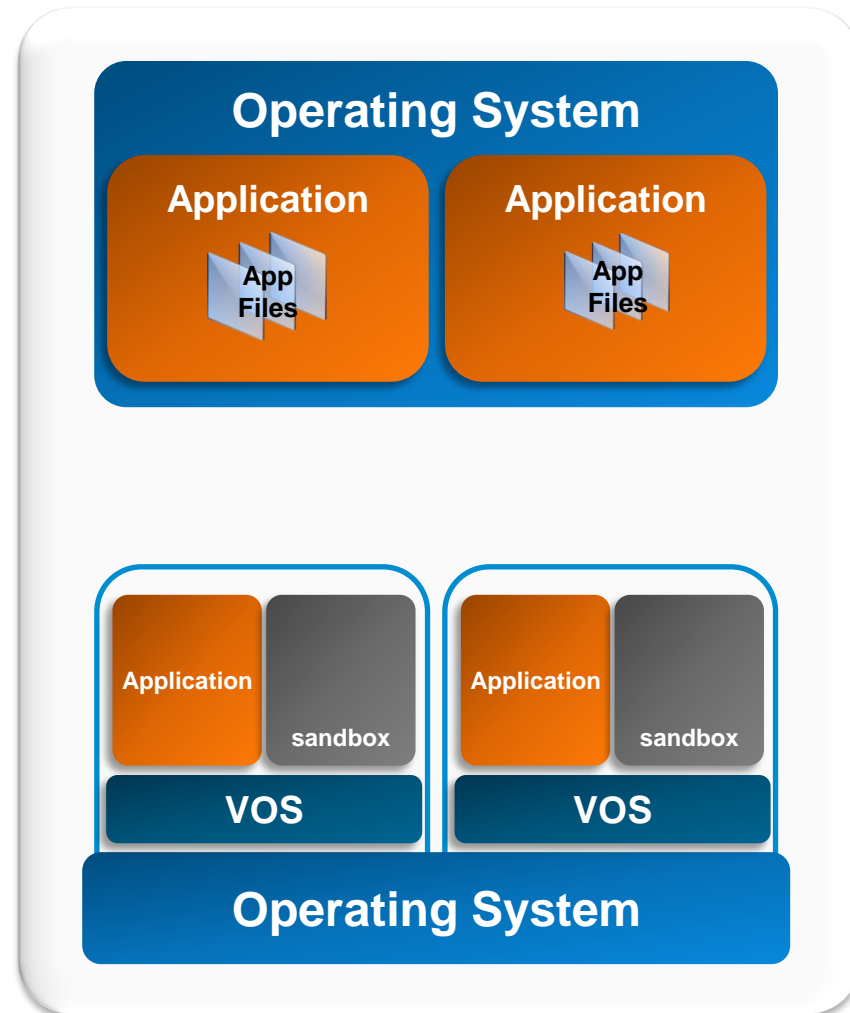 Operating System
Application
Application
App
Files
App
Files
Application
sandbox
Application
sandbox
VOS
VOS
Operating System